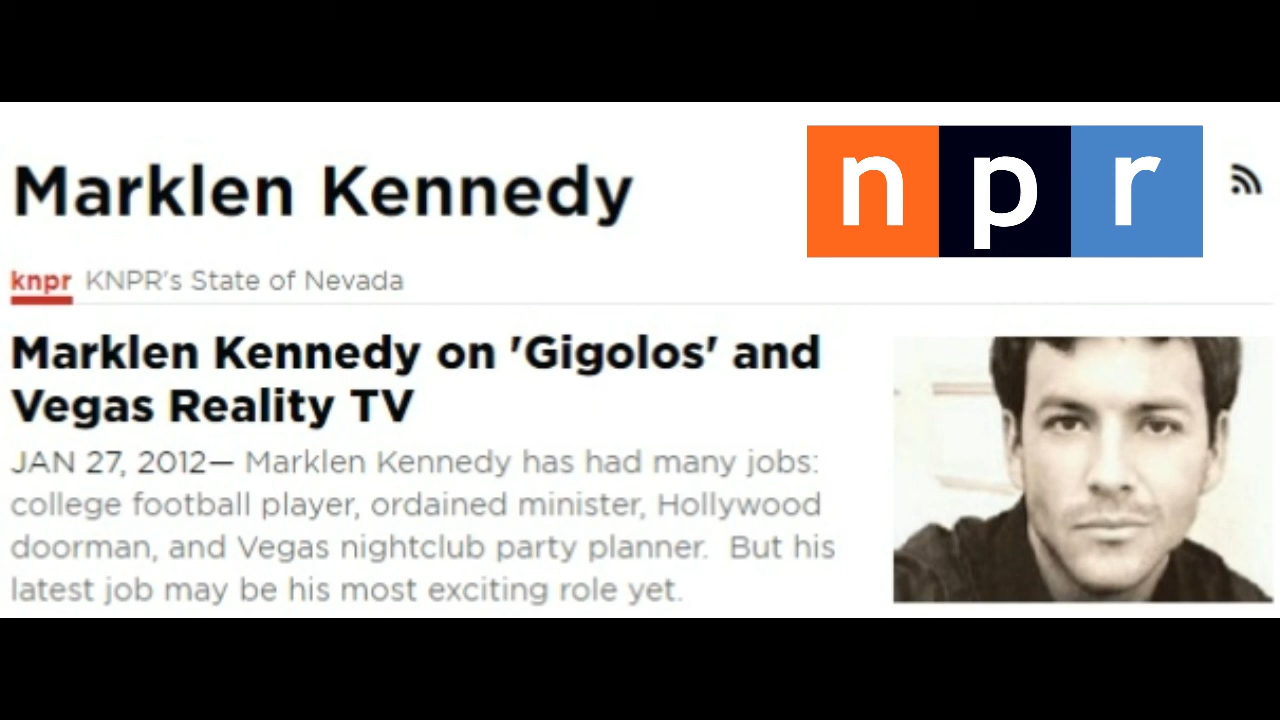 Marklen Kennedy
npr
knpr KNPR's State of Nevada
Marklen Kennedy on 'Gigolos' and
Vegas Reality TV
JAN 27, 2012— Marklen Kennedy has had many jobs:
college football player, ordained minister, Hollywood
doorman, and Vegas nightclub party planner.  But his
latest job may be his most exciting role yet.